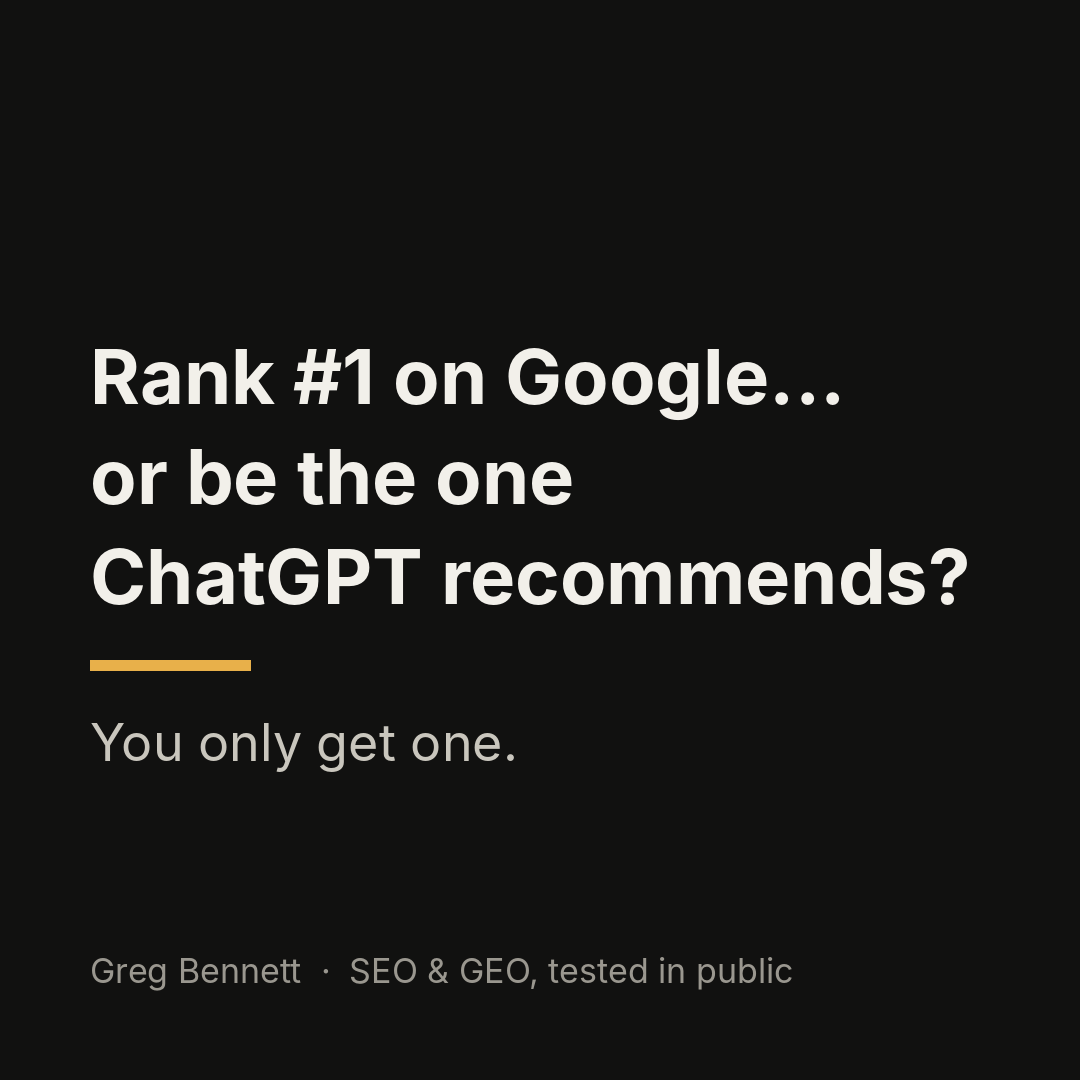 Rank #1 on Google...
or be the one
ChatGPT recommends?
You only get one.
Greg Bennett · SEO & GEO, tested in public